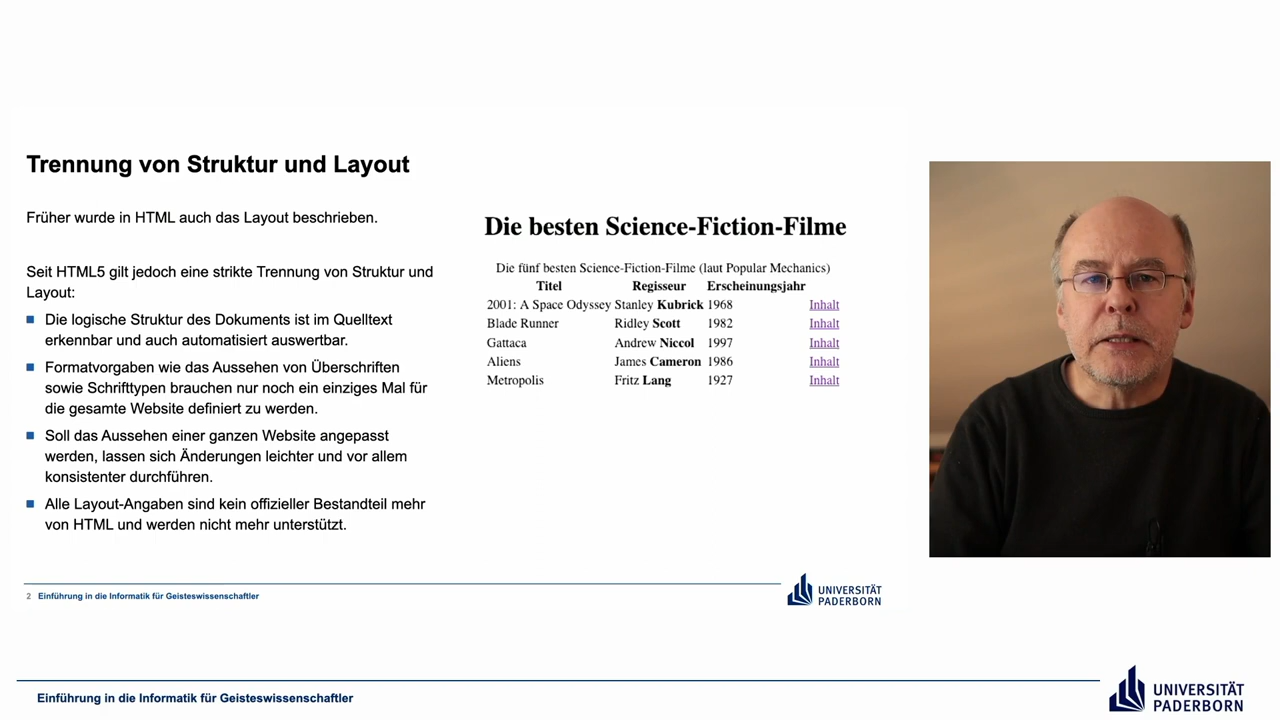 Trennung von Struktur und Layout
Früher wurde in HTML auch das Layout beschrieben.
Seit HTML5 gilt jedoch eine strikte Trennung von Struktur und
Layout:
Die logische Struktur des Dokuments ist im Quelltext
erkennbar und auch automatisiert auswertbar.
Formatvorgaben wie das Aussehen von Überschriften
sowie Schrifttypen brauchen nur noch ein einziges Mal für
die gesamte Website definiert zu werden.
Soll das Aussehen einer ganzen Website angepasst
werden, lassen sich Änderungen leichter und vor allem
konsistenter durchführen.
Alle Layout-Angaben sind kein offizieller Bestandteil mehr
von HTML und werden nicht mehr unterstützt.
Die besten Science-Fiction-Filme
Die fünf besten Science-Fiction-Filme (laut Popular Mechanics)
Titel Regisseur Erscheinungsjahr
2001: A Space Odyssey Stanley Kubrick 1968 Inhalt
Blade Runner Ridley Scott 1982 Inhalt
Gattaca Andrew Niccol 1997 Inhalt
Aliens James Cameron 1986 Inhalt
Metropolis Fritz Lang 1927 Inhalt
2 Einführung in die Informatik für Geisteswissenschaftler
UNIVERSITÄT
PADERBORN
Einführung in die Informatik für Geisteswissenschaftler
UNIVERSITÄT
PADERBORN